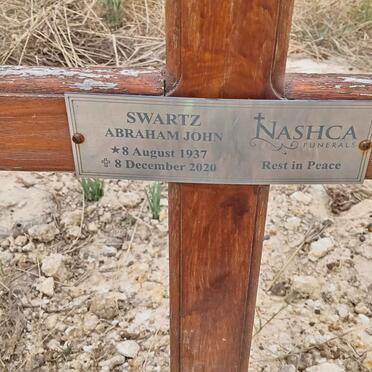 SWARTZ
ABRAHAM JOHN
★8 August 1937
✞8 December 2020
NASHCA
FUNERALS
Rest in Peace